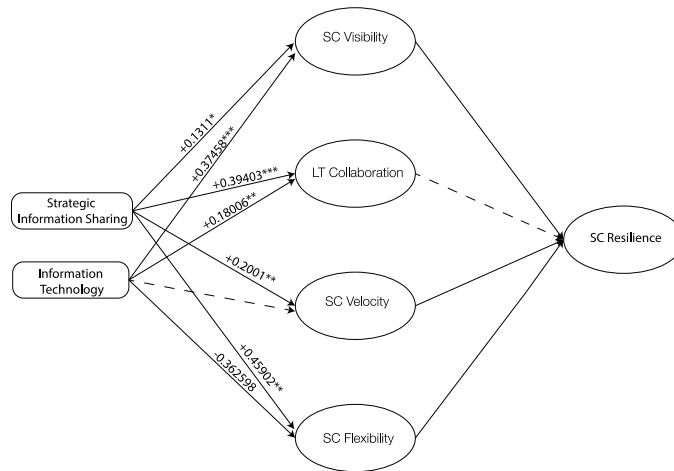 SC Visibility
+0.1311*
+0.37458***
LT Collaboration
+0.39403***
+0.18006**
Strategic
Information Sharing
Information
Technology
SC Resilience
+0.2001**
SC Velocity
+0.45902**
-0.362598
SC Flexibility